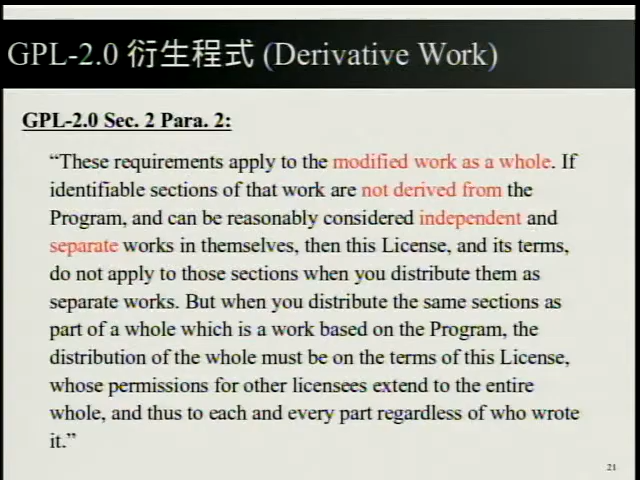 GPL-2.0 衍生程式 (Derivative Work)
GPL-2.0 Sec. 2 Para. 2:
“These requirements apply to the modified work as a whole. If
identifiable sections of that work are not derived from the
Program, and can be reasonably considered independent and
separate works in themselves, then this License, and its terms,
do not apply to those sections when you distribute them as
separate works. But when you distribute the same sections as
part of a whole which is a work based on the Program, the
distribution of the whole must be on the terms of this License,
whose permissions for other licensees extend to the entire
whole, and thus to each and every part regardless of who wrote
it.”
21